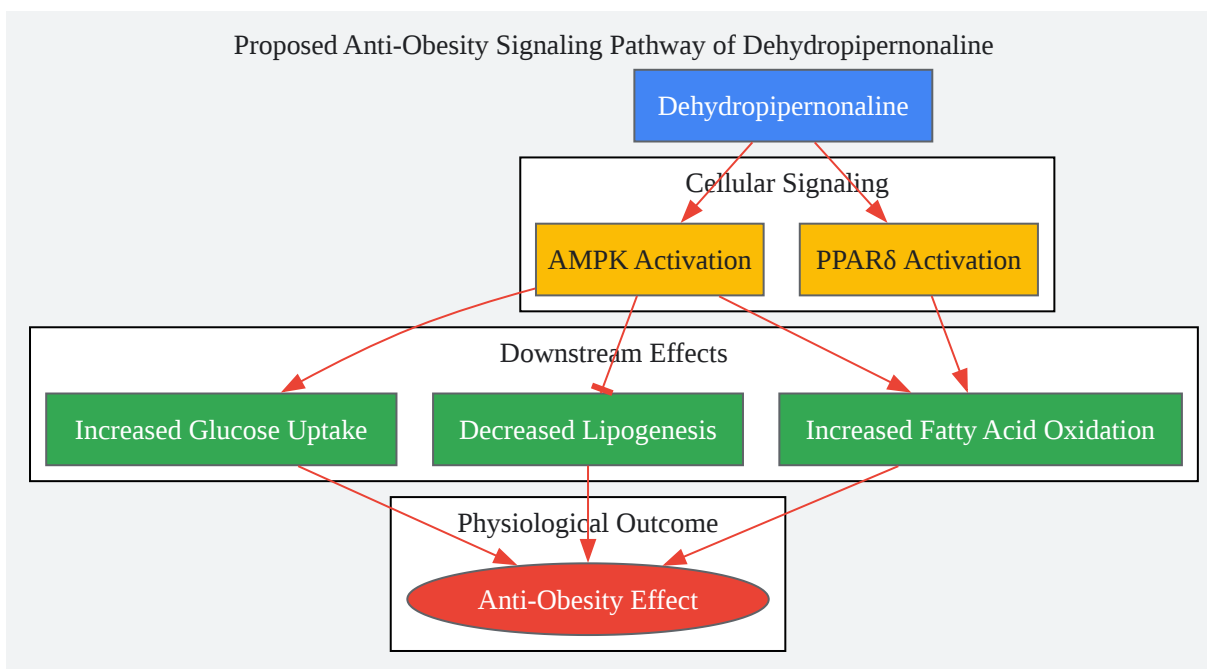 Proposed Anti-Obesity Signaling Pathway of Dehydropipernonaline
Dehydropipernonaline
Cellular Signaling
AMPK Activation
PPARδ Activation
Downstream Effects
Increased Glucose Uptake
Decreased Lipogenesis
Increased Fatty Acid Oxidation
Physiological Outcome
Anti-Obesity Effect